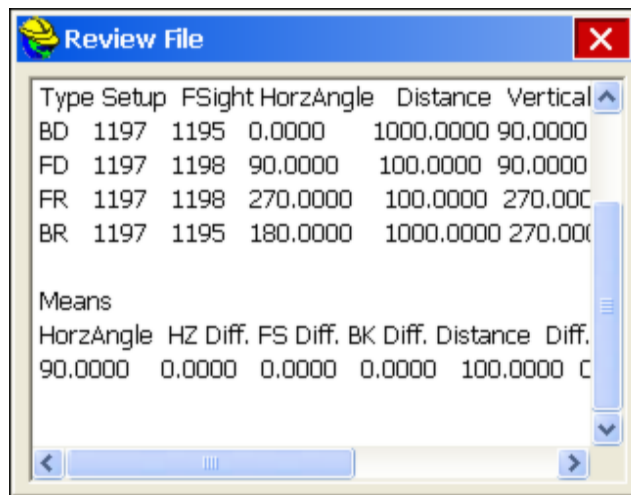 Review File
Type Setup FSight HorzAngle Distance Vertical
BD 1197 1195 0.0000 1000.0000 90.0000
FD 1197 1198 90.0000 100.0000 90.0000
FR 1197 1198 270.0000 100.0000 270.000
BR 1197 1195 180.0000 1000.0000 270.000
Means
HorzAngle HZ Diff. FS Diff. BK Diff. Distance Diff.
90.0000 0.0000 0.0000 0.0000 100.0000